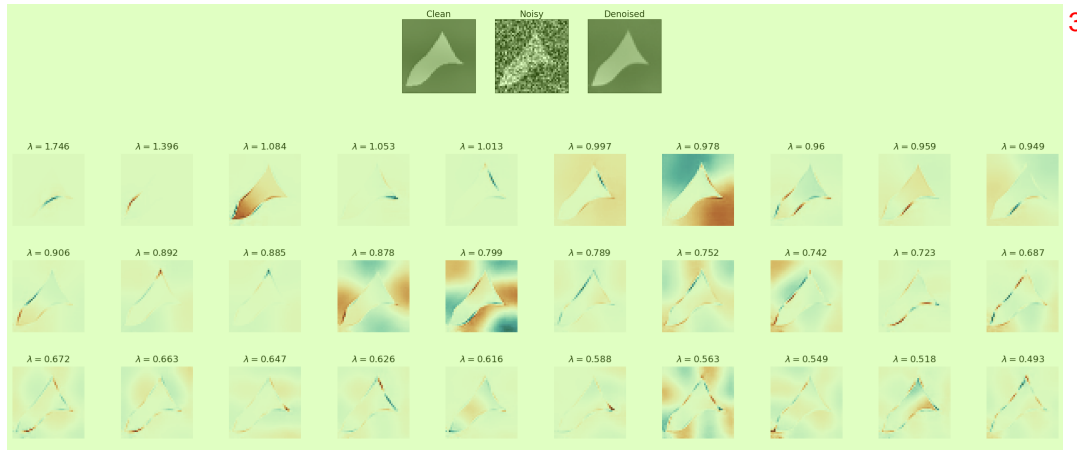 Clean Noisy Denoised
3
λ = 1.746 λ = 1.396 λ = 1.084 λ = 1.053 λ = 1.013 λ = 0.997 λ = 0.978 λ = 0.96 λ = 0.959 λ = 0.949
λ = 0.906 λ = 0.892 λ = 0.885 λ = 0.878 λ = 0.799 λ = 0.789 λ = 0.752 λ = 0.742 λ = 0.723 λ = 0.687
λ = 0.672 λ = 0.663 λ = 0.647 λ = 0.626 λ = 0.616 λ = 0.588 λ = 0.563 λ = 0.549 λ = 0.518 λ = 0.493